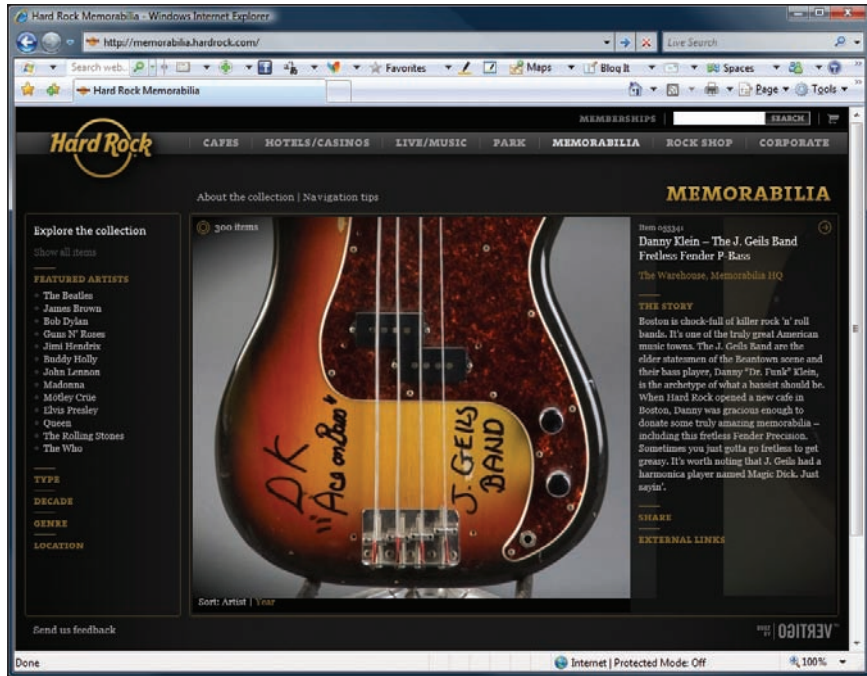 Hard Rock Memorabilia - Windows Internet Explorer
http://memorabilia.hardrock.com/
Live Search
Search web..
Favorites
Maps
Blog It
Spaces
Hard Rock Memorabilia
Page
Tools
MEMBERSHIPS
SEARCH
Hard Rock
CAFES
HOTELS/CASINOS
LIVE/MUSIC
PARK
MEMORABILIA
ROCK SHOP
CORPORATE
About the collection | Navigation tips
MEMORABILIA
Explore the collection
Show all items
FEATURED ARTISTS
The Beatles
James Brown
Bob Dylan
Guns N' Roses
Jimi Hendrix
Buddy Holly
John Lennon
Madonna
Mötley Crüe
Elvis Presley
Queen
The Rolling Stones
The Who
TYPE
DECADE
GENRE
LOCATION
300 items
DK
"Ace on Bass"
J. GEILS
BAND
Sort: Artist | Year
Item 055341
Danny Klein – The J. Geils Band
Fretless Fender P-Bass
The Warehouse, Memorabilia HQ
THE STORY
Boston is chock-full of killer rock 'n' roll
bands. It's one of the truly great American
music towns. The J. Geils Band are the
elder statesmen of the Beantown scene and
their bass player, Danny "Dr. Funk" Klein,
is the archetype of what a bassist should be.
When Hard Rock opened a new cafe in
Boston, Danny was gracious enough to
donate some truly amazing memorabilia –
including this fretless Fender Precision.
Sometimes you just gotta go fretless to get
greasy. It's worth noting that J. Geils had a
harmonica player named Magic Dick. Just
sayin'.
SHARE
EXTERNAL LINKS
Send us feedback
VERTIGO
Done
Internet | Protected Mode: Off
100%